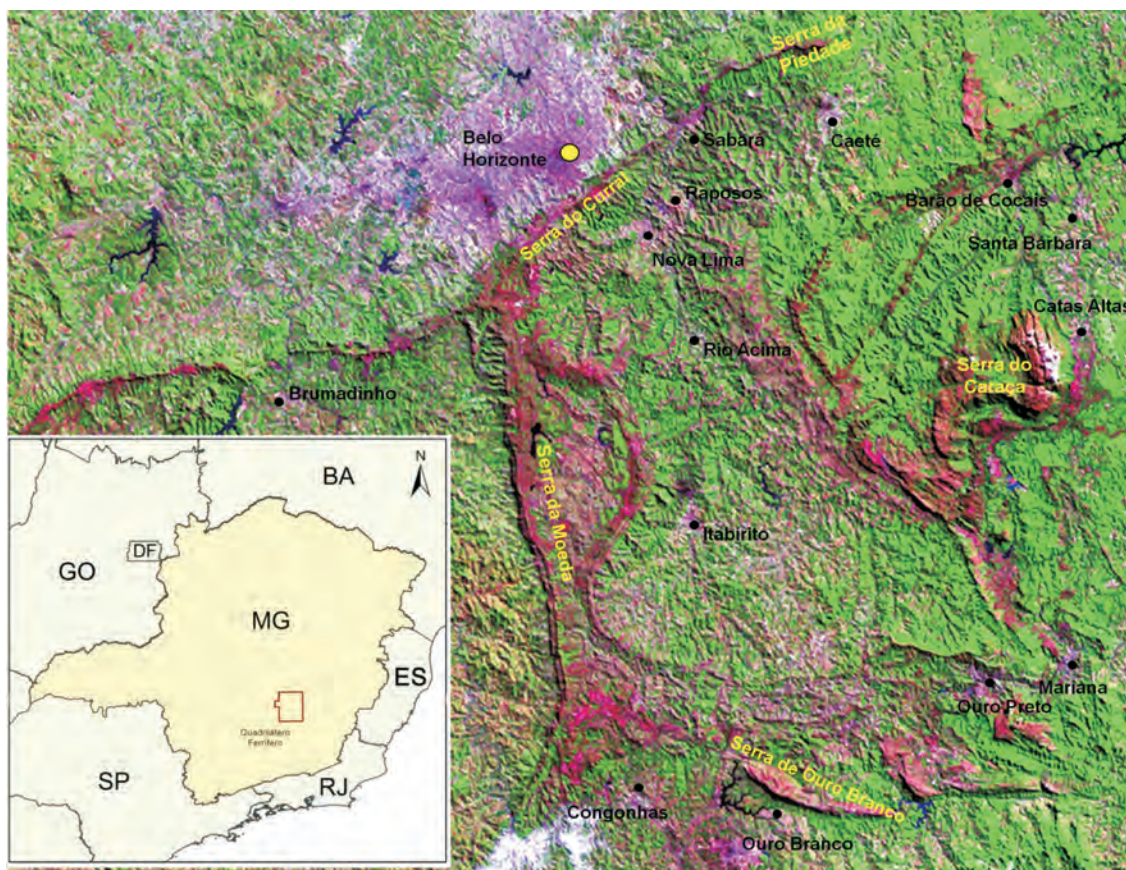 Serra da
Piedade
Belo
Horizonte
Sabará
Caeté
Serra do Curral
Raposos
Barão de Cocais
Nova Lima
Santa Bárbara
Catas Altas
Rio Acima
Serra do
Caraça
Brumadinho
Serra da Moeda
Itabirito
Mariana
Ouro Preto
Serra de Ouro Branco
Congonhas
Ouro Branco
N
BA
DF
GO
MG
ES
Quadrilátero
Ferrífero
SP
RJ